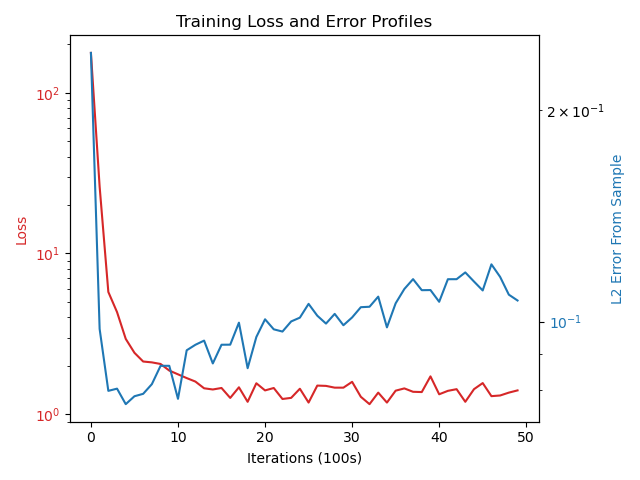 Training Loss and Error Profiles
10²
10¹
10⁰
Loss
2 × 10⁻¹
10⁻¹
L2 Error From Sample
0 10 20 30 40 50
Iterations (100s)